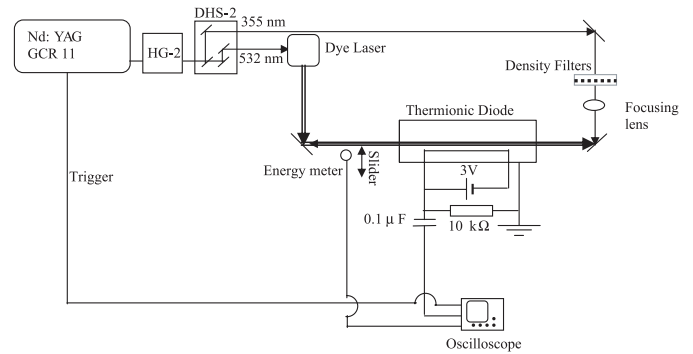 DHS-2
355 nm
Nd: YAG
GCR 11
HG-2
532 nm
Dye Laser
Density Filters
Focusing
lens
Thermionic Diode
Energy meter
Slider
3V
Trigger
0.1 μ F
10 kΩ
Oscilloscope